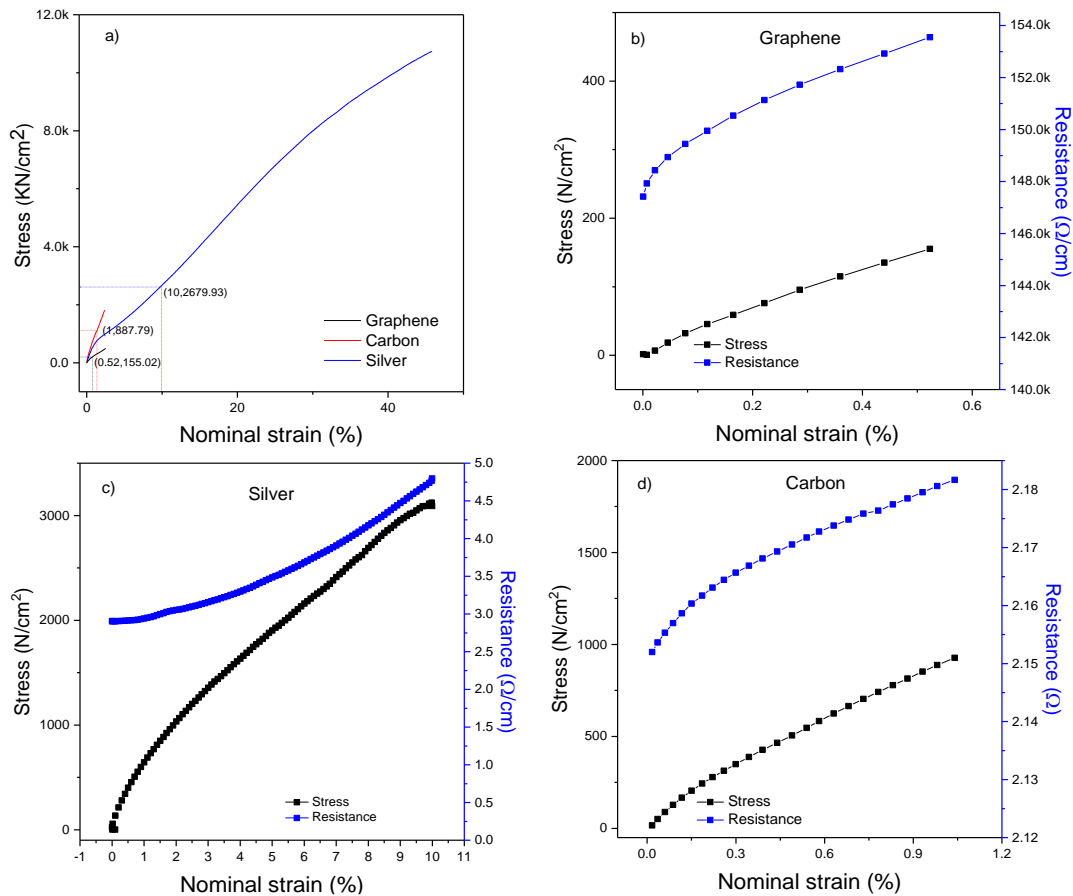 a)
12.0k
8.0k
4.0k
0.0
Stress (KN/cm²)
(10,2679.93)
(1,887.79)
(0.52,155.02)
Graphene
Carbon
Silver
0 20 40
Nominal strain (%)
b) Graphene
400
200
0
Stress (N/cm²)
154.0k
152.0k
150.0k
148.0k
146.0k
144.0k
142.0k
140.0k
Resistance (Ω/cm)
Stress
Resistance
0.0 0.2 0.4 0.6
Nominal strain (%)
c) Silver
3000
2000
1000
0
Stress (N/cm²)
5.0
4.5
4.0
3.5
3.0
2.5
2.0
1.5
1.0
0.5
0.0
Resistance (Ω/cm)
Stress
Resistance
-1 0 1 2 3 4 5 6 7 8 9 10 11
Nominal strain (%)
d) Carbon
2000
1500
1000
500
0
Stress (N/cm²)
2.18
2.17
2.16
2.15
2.14
2.13
2.12
Resistance (Ω)
Stress
Resistance
0.0 0.3 0.6 0.9 1.2
Nominal strain (%)